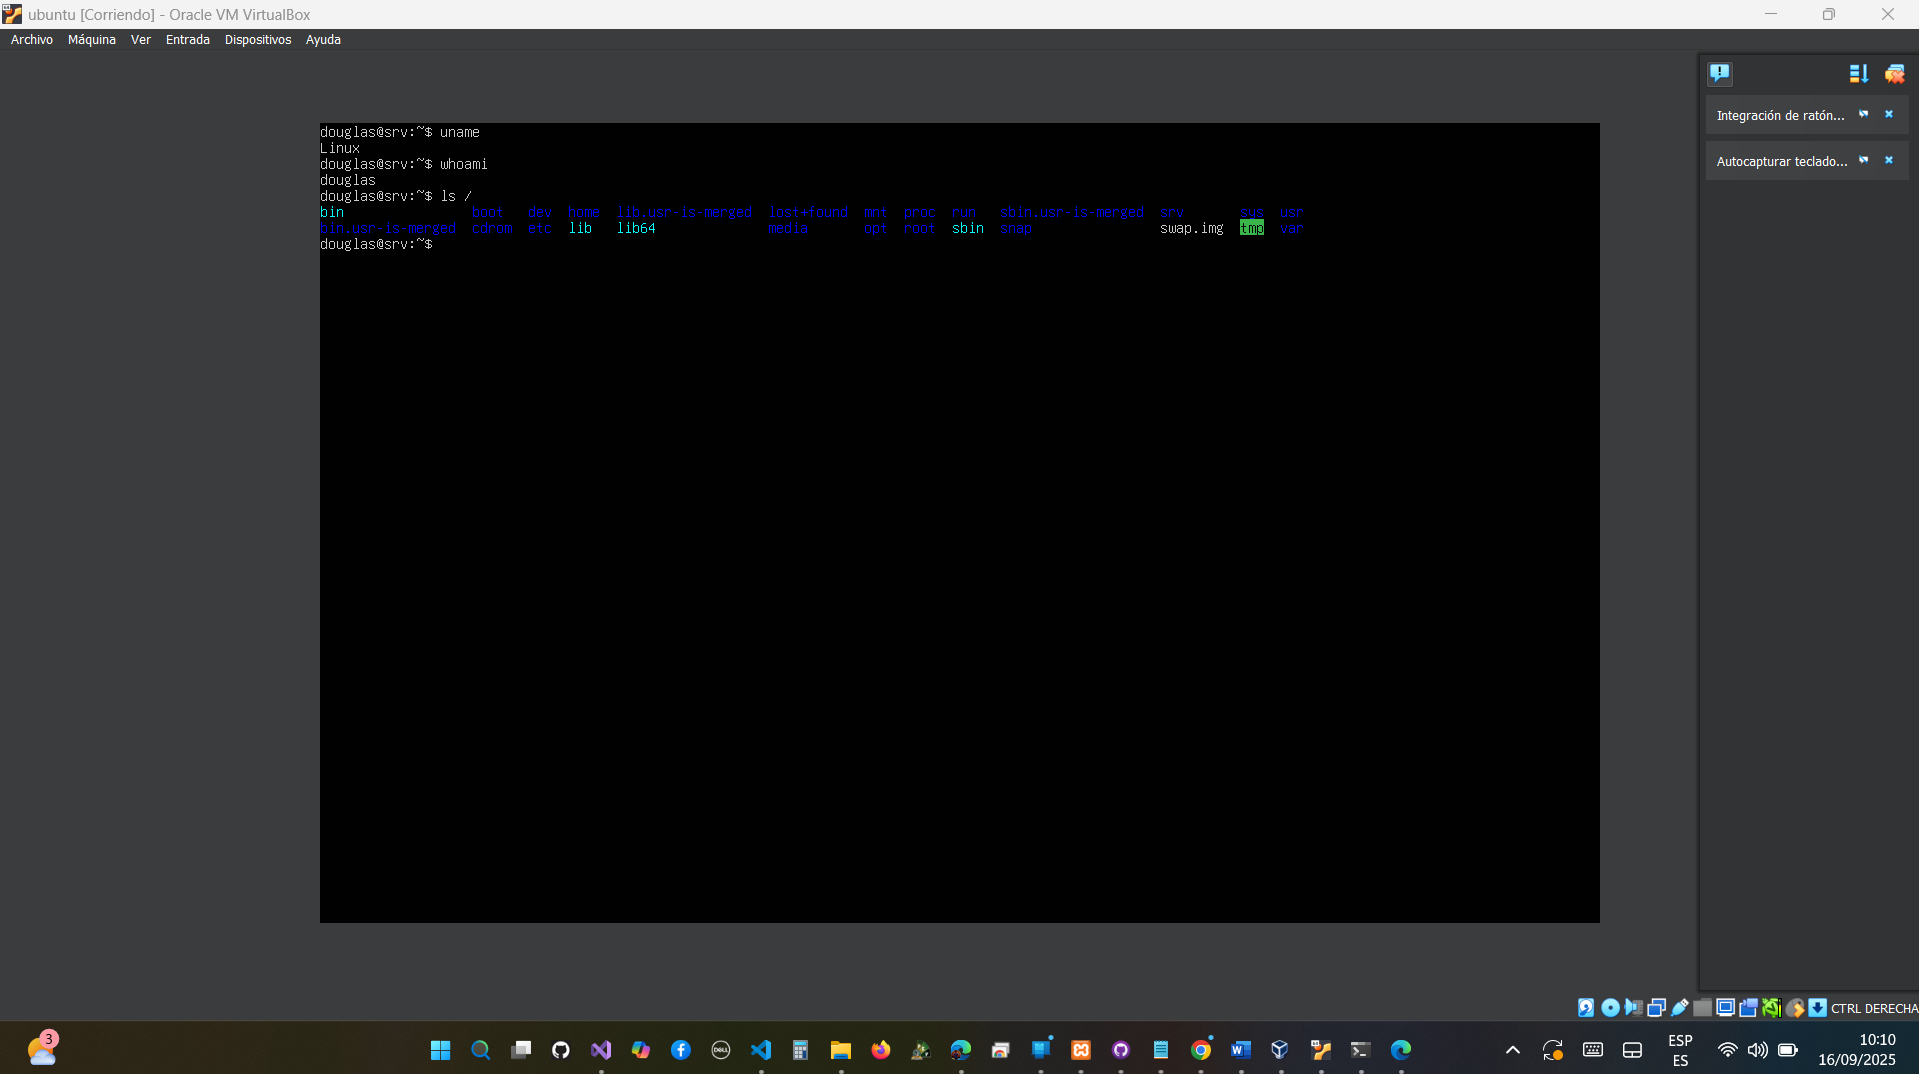 ubuntu [Corriendo] - Oracle VM VirtualBox
Archivo Máquina Ver Entrada Dispositivos Ayuda
Integración de ratón...
Autocapturar teclado...
douglas@srv:~$ uname
Linux
douglas@srv:~$ whoami
douglas
douglas@srv:~$ ls /
bin boot dev home lib.usr-is-merged lost+found mnt proc run sbin.usr-is-merged srv sys usr
bin.usr-is-merged cdrom etc lib lib64 media opt root sbin snap swap.img tmp var
douglas@srv:~$
CTRL DERECHA
3
DELL
ESP
ES
10:10
16/09/2025